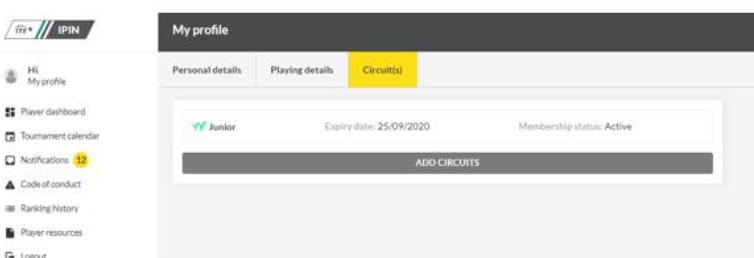 ITF IPIN
My profile
Hi,
My profile
Personal details Playing details Circuit(s)
Player dashboard
Tournament calendar
Notifications 12
Code of conduct
Ranking history
Player resources
Logout
Junior Expiry date: 25/09/2020 Membership status: Active
ADD CIRCUITS